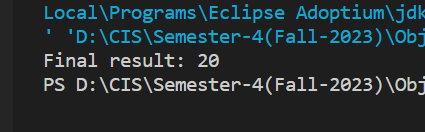 Local\Programs\Eclipse Adoptium\jdk
' 'D:\CIS\Semester-4(Fall-2023)\Obj
Final result: 20
PS D:\CIS\Semester-4(Fall-2023)\Obj